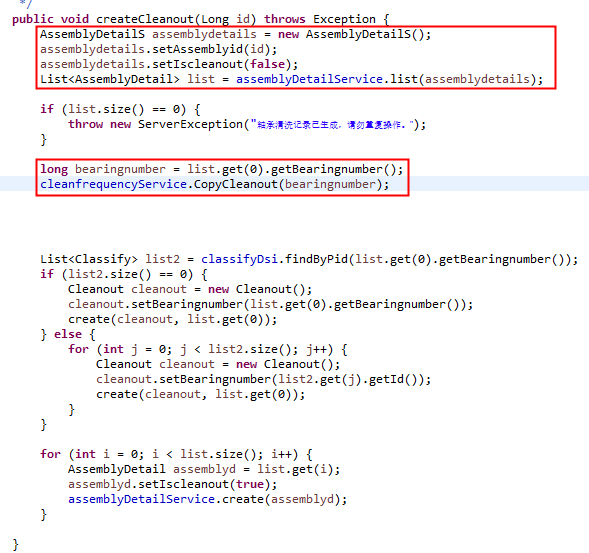 */
public void createCleanout(Long id) throws Exception {
AssemblyDetailS assemblydetails = new AssemblyDetailS();
assemblydetails.setAssemblyid(id);
assemblydetails.setIscleanout(false);
List<AssemblyDetail> list = assemblyDetailService.list(assemblydetails);
if (list.size() == 0) {
throw new ServerException("轴承清洗记录已生成，请勿重复操作。");
}
long bearingnumber = list.get(0).getBearingnumber();
cleanfrequencyService.CopyCleanout(bearingnumber);
List<Classify> list2 = classifyDsi.findByPid(list.get(0).getBearingnumber());
if (list2.size() == 0) {
Cleanout cleanout = new Cleanout();
cleanout.setBearingnumber(list.get(0).getBearingnumber());
create(cleanout, list.get(0));
} else {
for (int j = 0; j < list2.size(); j++) {
Cleanout cleanout = new Cleanout();
cleanout.setBearingnumber(list2.get(j).getId());
create(cleanout, list.get(0));
}
}
for (int i = 0; i < list.size(); i++) {
AssemblyDetail assemblyd = list.get(i);
assemblyd.setIscleanout(true);
assemblyDetailService.create(assemblyd);
}
}